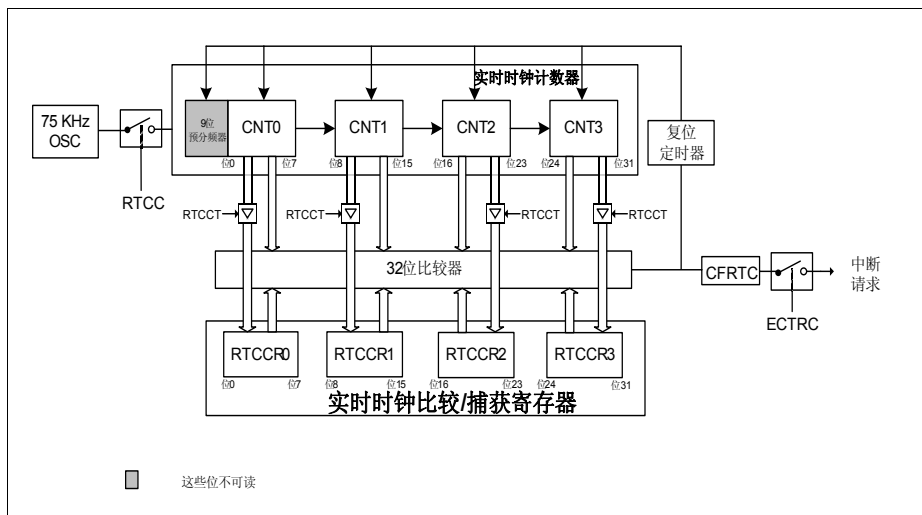 实时时钟计数器
75 KHz
OSC
9位
预分频器
CNT0
CNT1
CNT2
CNT3
位0
位7
位8
位15
位16
位23
位24
位31
复位
定时器
RTCC
RTCCT
RTCCT
RTCCT
RTCCT
32位比较器
CFRTC
中断
请求
ECTRC
RTCCR0
RTCCR1
RTCCR2
RTCCR3
位0
位7
位8
位15
位16
位23
位24
位31
实时时钟比较/捕获寄存器
这些位不可读